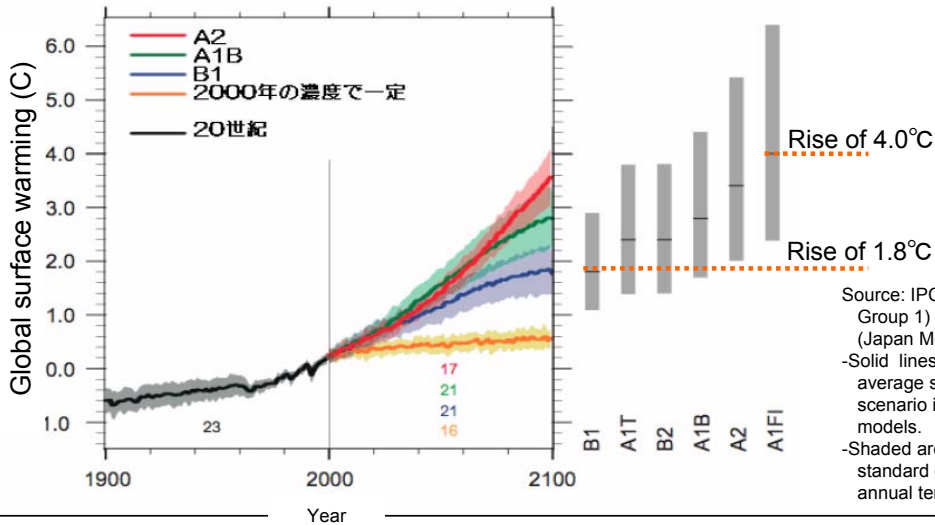 Global surface warming (C)
6.0
5.0
4.0
3.0
2.0
1.0
0.0
1.0
A2
A1B
B1
2000年の濃度で一定
20世紀
17
21
21
16
23
1900
2000
2100
Year
B1
A1T
B2
A1B
A2
A1FI
Rise of 4.0°C
Rise of 1.8°C
Source: IPC
Group 1)
(Japan M
-Solid lines
average s
scenario i
models.
-Shaded are
standard
annual te